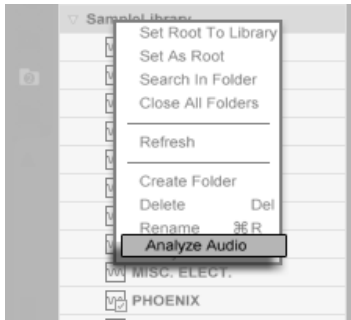 SampleLibrary
Set Root To Library
Set As Root
Search In Folder
Close All Folders
Refresh
Create Folder
Delete Del
Rename ⌘R
Analyze Audio
MISC. ELECT.
PHOENIX